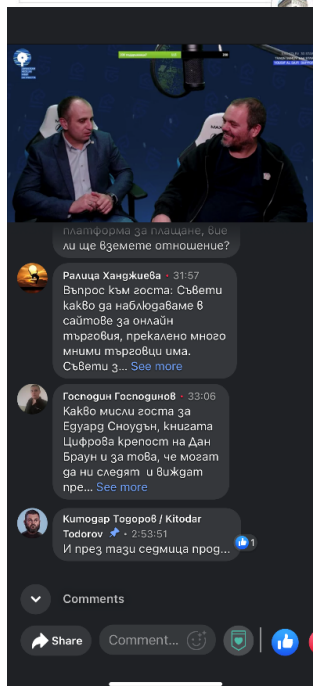 платформа за плащане, вие
ли ще вземете отношение?
Ралица Ханджиева · 31:57
Въпрос към госта: Съвети
какво да наблюдаваме в
сайтове за онлайн
търговия, прекалено много
мними търговци има.
Съвети з... See more
Господин Господинов · 33:06
Какво мисли госта за
Едуард Сноудън, книгата
Цифрова крепост на Дан
Браун и за това, че могат
да ни следят и виждат
пре... See more
Китодар Тодоров / Kitodar
Todorov · 2:53:51
И през тази седмица прод...
1
Comments
Share
Comment...